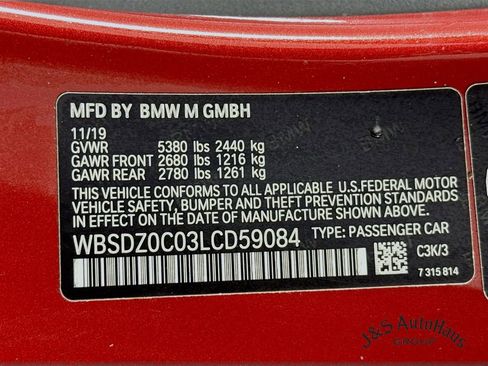 MFD BY BMW M GMBH
11/19
GVWR 5380 lbs 2440 kg
GAWR FRONT 2680 lbs 1216 kg
GAWR REAR 2780 lbs 1261 kg
THIS VEHICLE CONFORMS TO ALL APPLICABLE U.S.FEDERAL MOTOR
VEHICLE SAFETY, BUMPER AND THEFT PREVENTION STANDARDS
IN EFFECT ON THE DATE OF MANUFACTURE SHOWN ABOVE.
WBSDZ0C03LCD59084 TYPE: PASSENGER CAR
C3K/3
7 315 814
J&S AutoHaus
GROUP